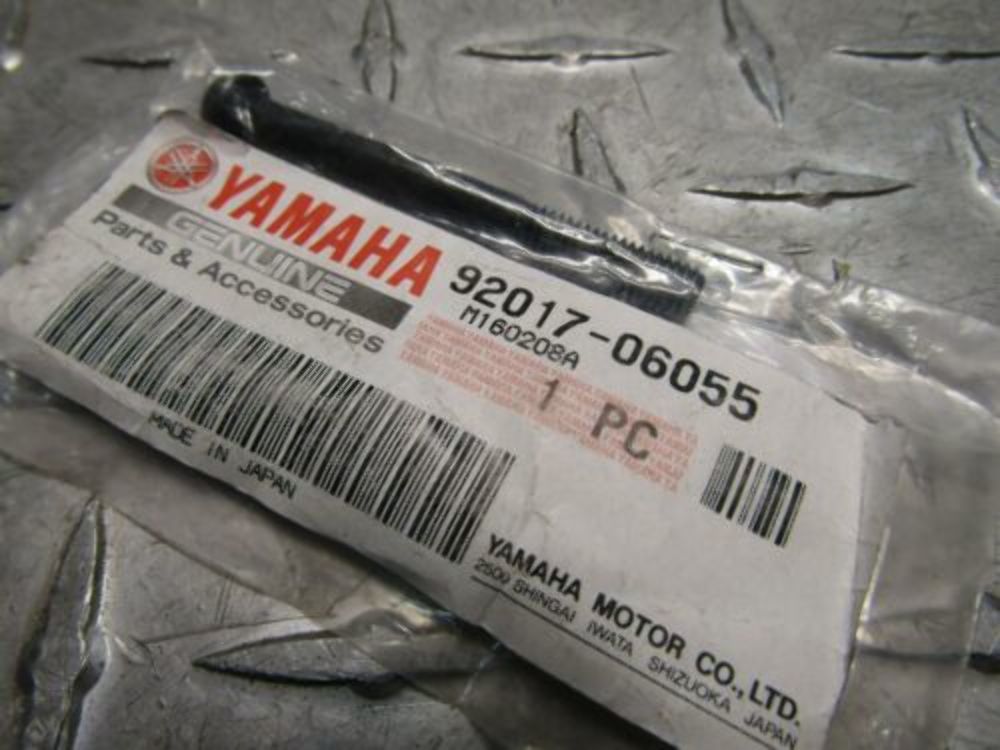 YAMAHA
GENUINE
Parts & Accessories
92017-06055
M160208A
1 PC
MADE IN JAPAN
YAMAHA MOTOR CO., LTD.
2500 SHINGAI IWATA SHIZUOKA JAPAN